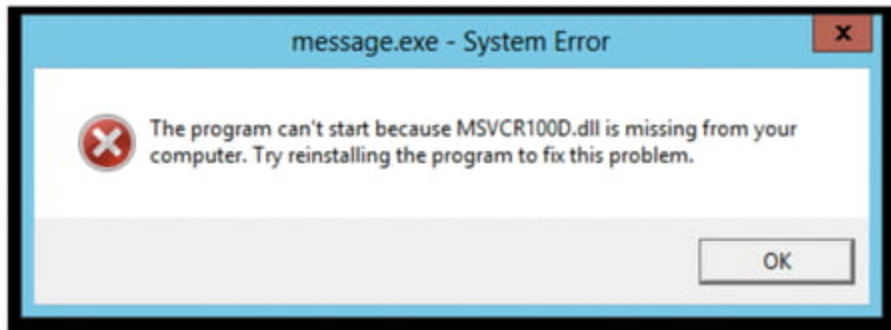 message.exe - System Error
x
The program can't start because MSVCR100D.dll is missing from your
computer. Try reinstalling the program to fix this problem.
OK